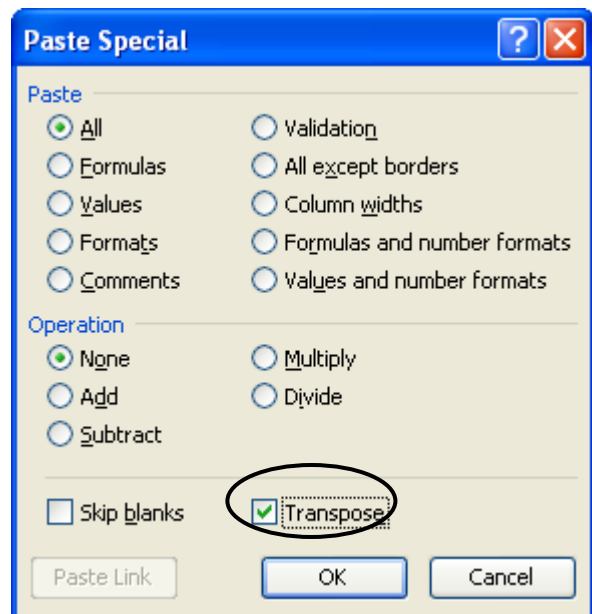 Paste Special
Paste
All
Validation
Formulas
All except borders
Values
Column widths
Formats
Formulas and number formats
Comments
Values and number formats
Operation
None
Multiply
Add
Divide
Subtract
Skip blanks
Transpose
Paste Link
OK
Cancel